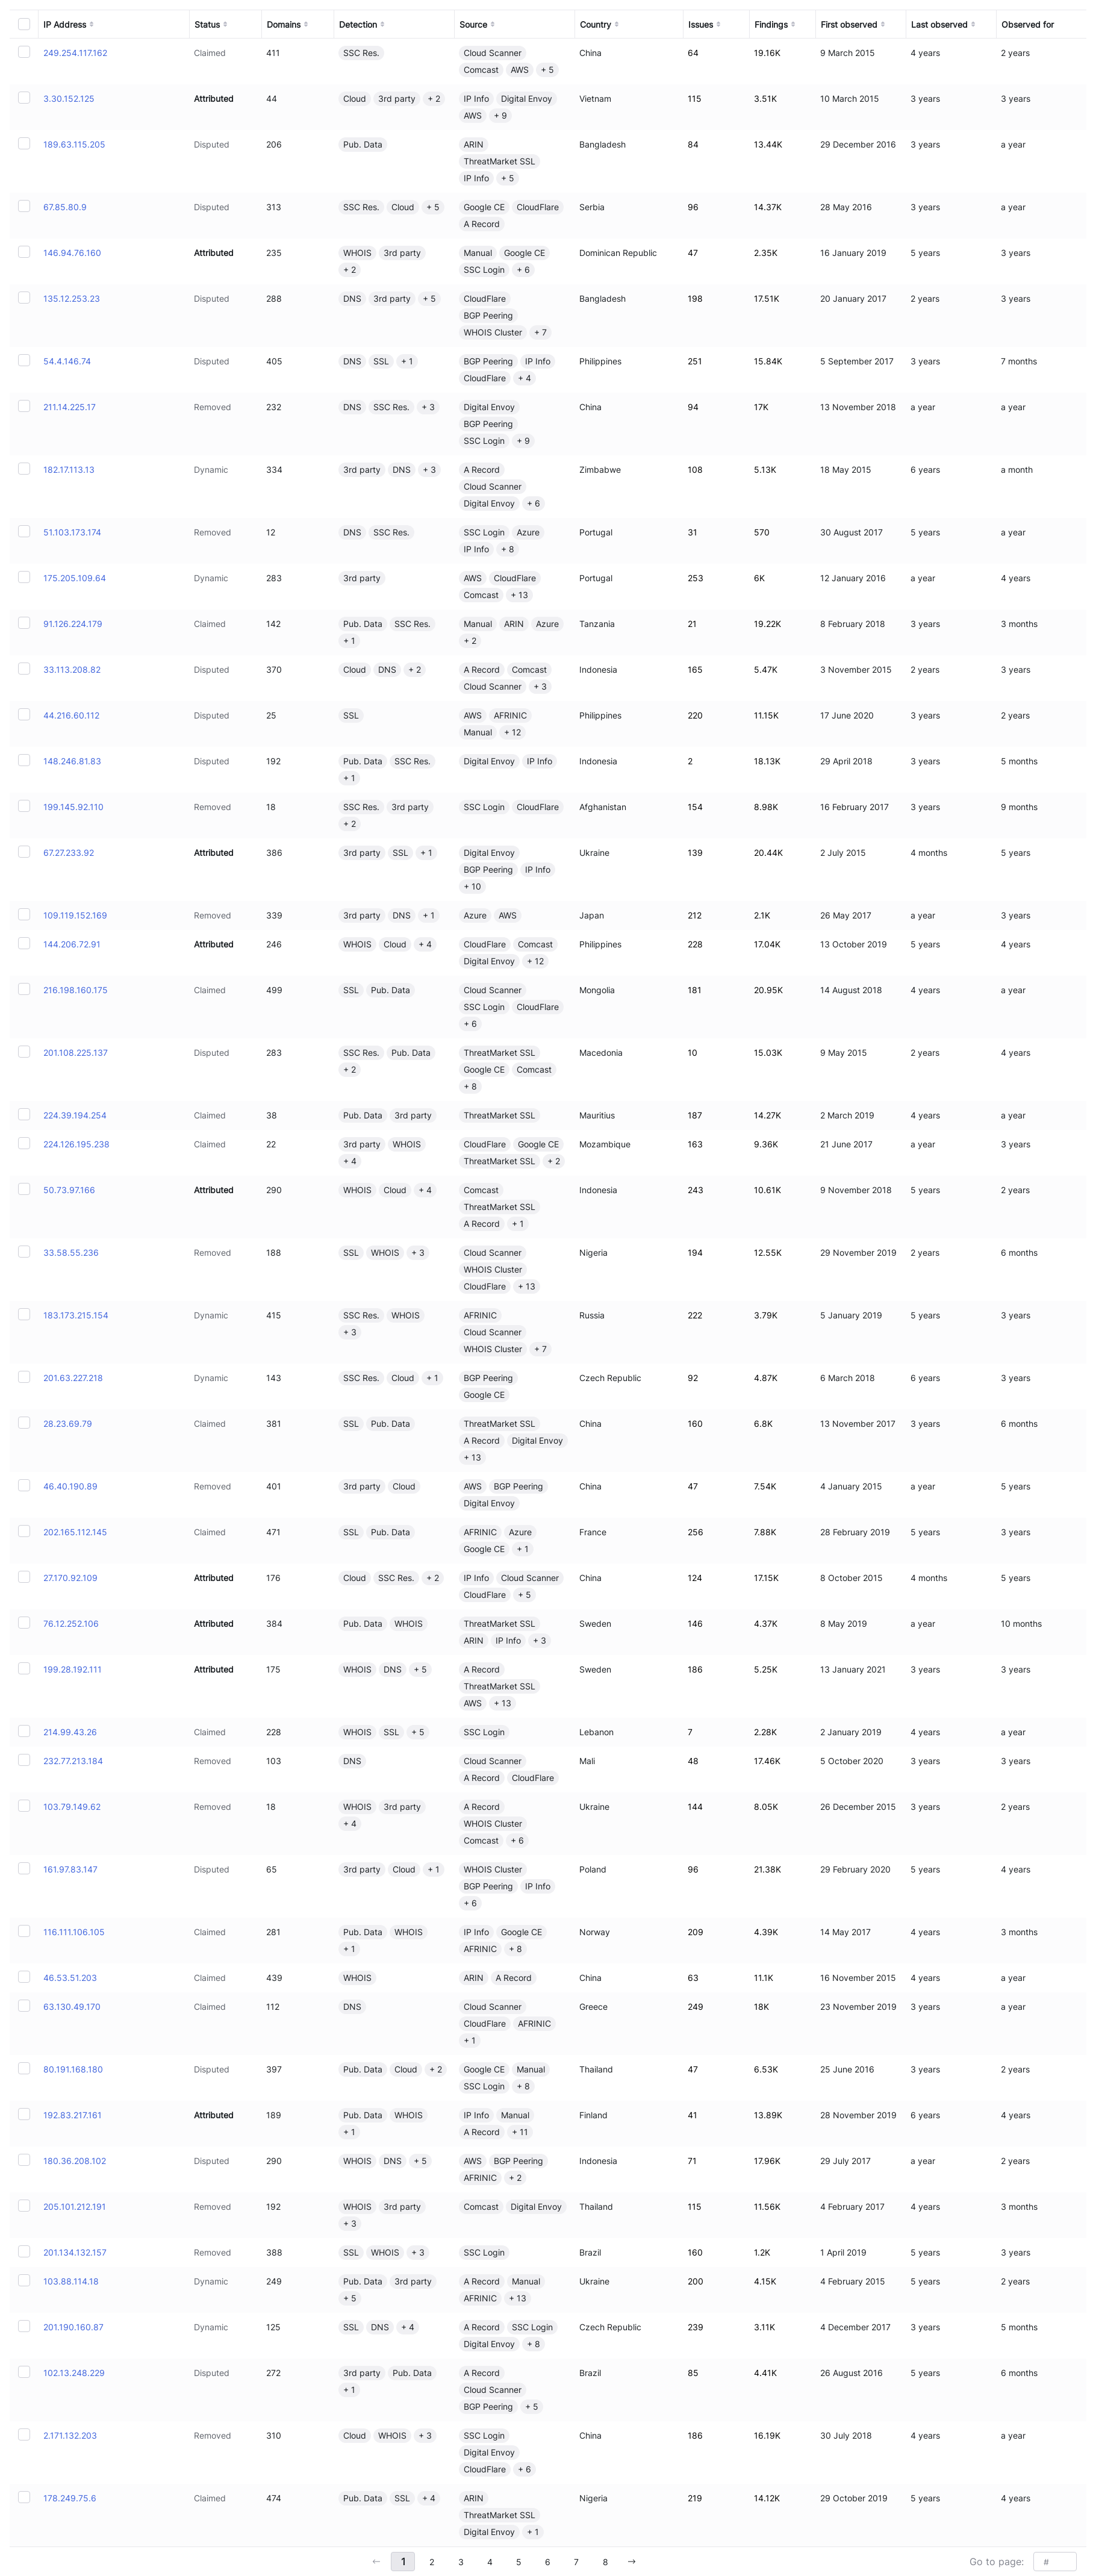 IP Address Status Domains Detection Source Country Issues Findings First observed Last observed Observed for
249.254.117.162 Claimed 411 SSC Res. Cloud Scanner China 64 19.16K 9 March 2015 4 years 2 years
Comcast AWS + 5
3.30.152.125 Attributed 44 Cloud 3rd party + 2 IP Info Digital Envoy Vietnam 115 3.51K 10 March 2015 3 years 3 years
AWS + 9
189.63.115.205 Disputed 206 Pub. Data ARIN Bangladesh 84 13.44K 29 December 2016 3 years a year
ThreatMarket SSL
IP Info + 5
67.85.80.9 Disputed 313 SSC Res. Cloud + 5 Google CE CloudFlare Serbia 96 14.37K 28 May 2016 3 years a year
A Record
146.94.76.160 Attributed 235 WHOIS 3rd party Manual Google CE Dominican Republic 47 2.35K 16 January 2019 5 years 3 years
+ 2 SSC Login + 6
135.12.253.23 Disputed 288 DNS 3rd party + 5 CloudFlare Bangladesh 198 17.51K 20 January 2017 2 years 3 years
BGP Peering
WHOIS Cluster + 7
54.4.146.74 Disputed 405 DNS SSL + 1 BGP Peering IP Info Philippines 251 15.84K 5 September 2017 3 years 7 months
CloudFlare + 4
211.14.225.17 Removed 232 DNS SSC Res. + 3 Digital Envoy China 94 17K 13 November 2018 a year a year
BGP Peering
SSC Login + 9
182.17.113.13 Dynamic 334 3rd party DNS + 3 A Record Zimbabwe 108 5.13K 18 May 2015 6 years a month
Cloud Scanner
Digital Envoy + 6
51.103.173.174 Removed 12 DNS SSC Res. SSC Login Azure Portugal 31 570 30 August 2017 5 years a year
IP Info + 8
175.205.109.64 Dynamic 283 3rd party AWS CloudFlare Portugal 253 6K 12 January 2016 a year 4 years
Comcast + 13
91.126.224.179 Claimed 142 Pub. Data SSC Res. Manual ARIN Azure Tanzania 21 19.22K 8 February 2018 3 years 3 months
+ 1 + 2
33.113.208.82 Disputed 370 Cloud DNS + 2 A Record Comcast Indonesia 165 5.47K 3 November 2015 2 years 3 years
Cloud Scanner + 3
44.216.60.112 Disputed 25 SSL AWS AFRINIC Philippines 220 11.15K 17 June 2020 3 years 2 years
Manual + 12
148.246.81.83 Disputed 192 Pub. Data SSC Res. Digital Envoy IP Info Indonesia 2 18.13K 29 April 2018 3 years 5 months
+ 1
199.145.92.110 Removed 18 SSC Res. 3rd party SSC Login CloudFlare Afghanistan 154 8.98K 16 February 2017 3 years 9 months
+ 2
67.27.233.92 Attributed 386 3rd party SSL + 1 Digital Envoy Ukraine 139 20.44K 2 July 2015 4 months 5 years
BGP Peering IP Info
+ 10
109.119.152.169 Removed 339 3rd party DNS + 1 Azure AWS Japan 212 2.1K 26 May 2017 a year 3 years
144.206.72.91 Attributed 246 WHOIS Cloud + 4 CloudFlare Comcast Philippines 228 17.04K 13 October 2019 5 years 4 years
Digital Envoy + 12
216.198.160.175 Claimed 499 SSL Pub. Data Cloud Scanner Mongolia 181 20.95K 14 August 2018 4 years a year
SSC Login CloudFlare
+ 6
201.108.225.137 Disputed 283 SSC Res. Pub. Data ThreatMarket SSL Macedonia 10 15.03K 9 May 2015 2 years 4 years
+ 2 Google CE Comcast
+ 8
224.39.194.254 Claimed 38 Pub. Data 3rd party ThreatMarket SSL Mauritius 187 14.27K 2 March 2019 4 years a year
224.126.195.238 Claimed 22 3rd party WHOIS CloudFlare Google CE Mozambique 163 9.36K 21 June 2017 a year 3 years
+ 4 ThreatMarket SSL + 2
50.73.97.166 Attributed 290 WHOIS Cloud + 4 Comcast Indonesia 243 10.61K 9 November 2018 5 years 2 years
ThreatMarket SSL
A Record + 1
33.58.55.236 Removed 188 SSL WHOIS + 3 Cloud Scanner Nigeria 194 12.55K 29 November 2019 2 years 6 months
WHOIS Cluster
CloudFlare + 13
183.173.215.154 Dynamic 415 SSC Res. WHOIS AFRINIC Russia 222 3.79K 5 January 2019 5 years 3 years
+ 3 Cloud Scanner
WHOIS Cluster + 7
201.63.227.218 Dynamic 143 SSC Res. Cloud + 1 BGP Peering Czech Republic 92 4.87K 6 March 2018 6 years 3 years
Google CE
28.23.69.79 Claimed 381 SSL Pub. Data ThreatMarket SSL China 160 6.8K 13 November 2017 3 years 6 months
A Record Digital Envoy
+ 13
46.40.190.89 Removed 401 3rd party Cloud AWS BGP Peering China 47 7.54K 4 January 2015 a year 5 years
Digital Envoy
202.165.112.145 Claimed 471 SSL Pub. Data AFRINIC Azure France 256 7.88K 28 February 2019 5 years 3 years
Google CE + 1
27.170.92.109 Attributed 176 Cloud SSC Res. + 2 IP Info Cloud Scanner China 124 17.15K 8 October 2015 4 months 5 years
CloudFlare + 5
76.12.252.106 Attributed 384 Pub. Data WHOIS ThreatMarket SSL Sweden 146 4.37K 8 May 2019 a year 10 months
ARIN IP Info + 3
199.28.192.111 Attributed 175 WHOIS DNS + 5 A Record Sweden 186 5.25K 13 January 2021 3 years 3 years
ThreatMarket SSL
AWS + 13
214.99.43.26 Claimed 228 WHOIS SSL + 5 SSC Login Lebanon 7 2.28K 2 January 2019 4 years a year
232.77.213.184 Removed 103 DNS Cloud Scanner Mali 48 17.46K 5 October 2020 3 years 3 years
A Record CloudFlare
103.79.149.62 Removed 18 WHOIS 3rd party A Record Ukraine 144 8.05K 26 December 2015 3 years 2 years
+ 4 WHOIS Cluster
Comcast + 6
161.97.83.147 Disputed 65 3rd party Cloud + 1 WHOIS Cluster Poland 96 21.38K 29 February 2020 5 years 4 years
BGP Peering IP Info
+ 6
116.111.106.105 Claimed 281 Pub. Data WHOIS IP Info Google CE Norway 209 4.39K 14 May 2017 4 years 3 months
+ 1 AFRINIC + 8
46.53.51.203 Claimed 439 WHOIS ARIN A Record China 63 11.1K 16 November 2015 4 years a year
63.130.49.170 Claimed 112 DNS Cloud Scanner Greece 249 18K 23 November 2019 3 years a year
CloudFlare AFRINIC
+ 1
80.191.168.180 Disputed 397 Pub. Data Cloud + 2 Google CE Manual Thailand 47 6.53K 25 June 2016 3 years 2 years
SSC Login + 8
192.83.217.161 Attributed 189 Pub. Data WHOIS IP Info Manual Finland 41 13.89K 28 November 2019 6 years 4 years
+ 1 A Record + 11
180.36.208.102 Disputed 290 WHOIS DNS + 5 AWS BGP Peering Indonesia 71 17.96K 29 July 2017 a year 2 years
AFRINIC + 2
205.101.212.191 Removed 192 WHOIS 3rd party Comcast Digital Envoy Thailand 115 11.56K 4 February 2017 4 years 3 months
+ 3
201.134.132.157 Removed 388 SSL WHOIS + 3 SSC Login Brazil 160 1.2K 1 April 2019 5 years 3 years
103.88.114.18 Dynamic 249 Pub. Data 3rd party A Record Manual Ukraine 200 4.15K 4 February 2015 5 years 2 years
+ 5 AFRINIC + 13
201.190.160.87 Dynamic 125 SSL DNS + 4 A Record SSC Login Czech Republic 239 3.11K 4 December 2017 3 years 5 months
Digital Envoy + 8
102.13.248.229 Disputed 272 3rd party Pub. Data A Record Brazil 85 4.41K 26 August 2016 5 years 6 months
+ 1 Cloud Scanner
BGP Peering + 5
2.171.132.203 Removed 310 Cloud WHOIS + 3 SSC Login China 186 16.19K 30 July 2018 4 years a year
Digital Envoy
CloudFlare + 6
178.249.75.6 Claimed 474 Pub. Data SSL + 4 ARIN Nigeria 219 14.12K 29 October 2019 5 years 4 years
ThreatMarket SSL
Digital Envoy + 1
← 1 2 3 4 5 6 7 8 → Go to page: #